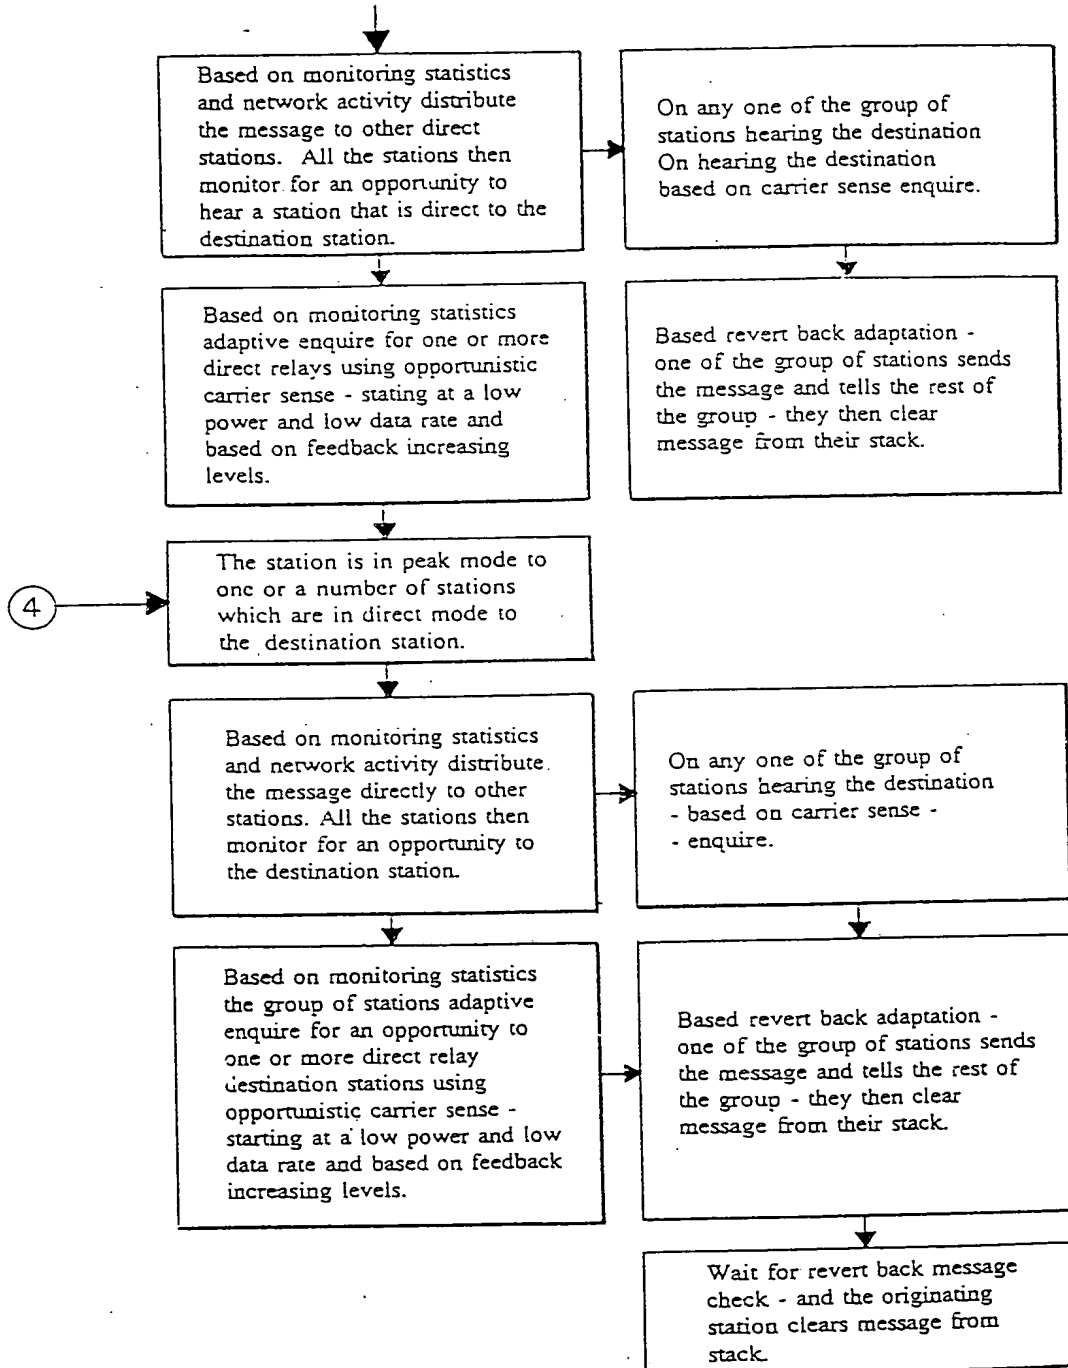 Based on monitoring statistics
and network activity distribute
the message to other direct
stations. All the stations then
monitor for an opportunity to
hear a station that is direct to the
destination station.
On any one of the group of
stations hearing the destination
On hearing the destination
based on carrier sense enquire.
Based on monitoring statistics
adaptive enquire for one or more
direct relays using opportunistic
carrier sense - stating at a low
power and low data rate and
based on feedback increasing
levels.
Based revert back adaptation -
one of the group of stations sends
the message and tells the rest of
the group - they then clear
message from their stack.
4
The station is in peak mode to
one or a number of stations
which are in direct mode to
the destination station.
Based on monitoring statistics
and network activity distribute
the message directly to other
stations. All the stations then
monitor for an opportunity to
the destination station.
On any one of the group of
stations hearing the destination
- based on carrier sense -
- enquire.
Based on monitoring statistics
the group of stations adaptive
enquire for an opportunity to
one or more direct relay
destination stations using
opportunistic carrier sense -
starting at a low power and low
data rate and based on feedback
increasing levels.
Based revert back adaptation -
one of the group of stations sends
the message and tells the rest of
the group - they then clear
message from their stack.
Wait for revert back message
check - and the originating
station clears message from
stack.